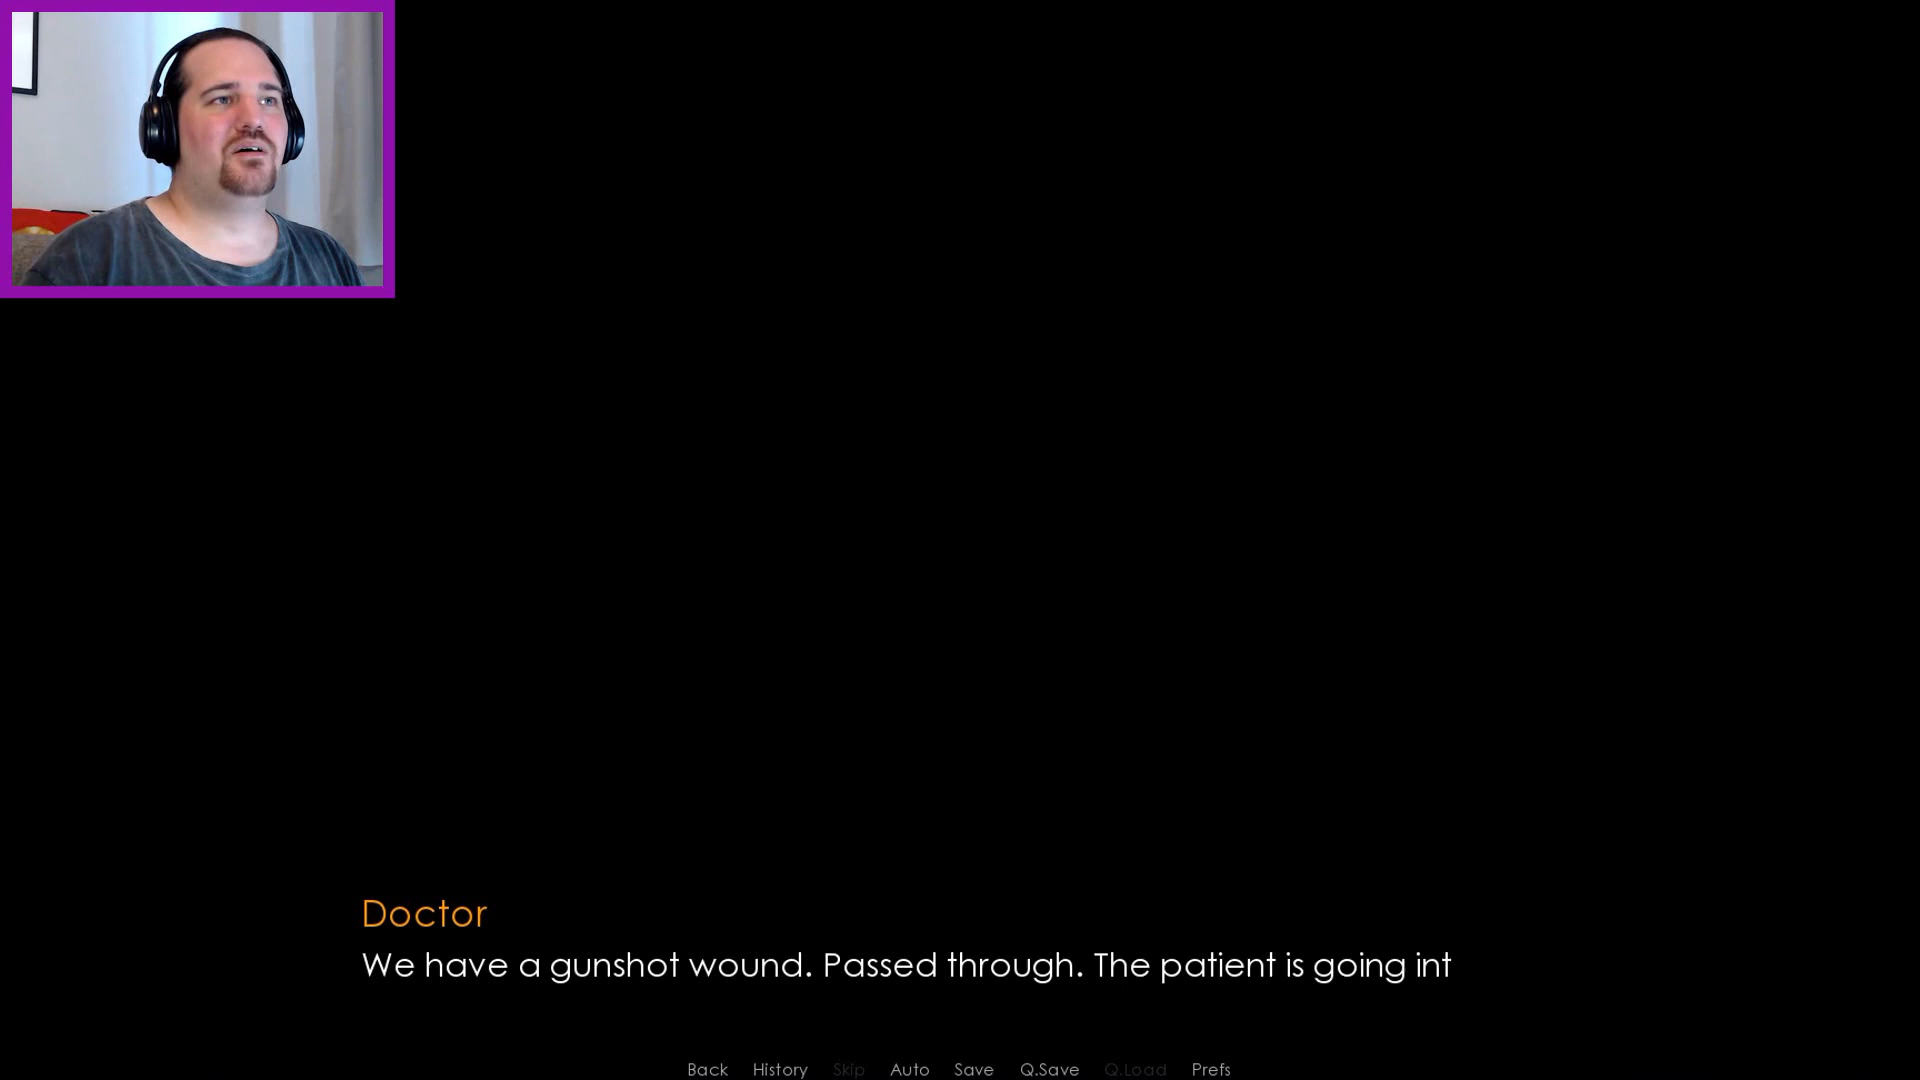 Doctor
We have a gunshot wound. Passed through. The patient is going int
Back History Skip Auto Save Q.Save Q.Load Prefs